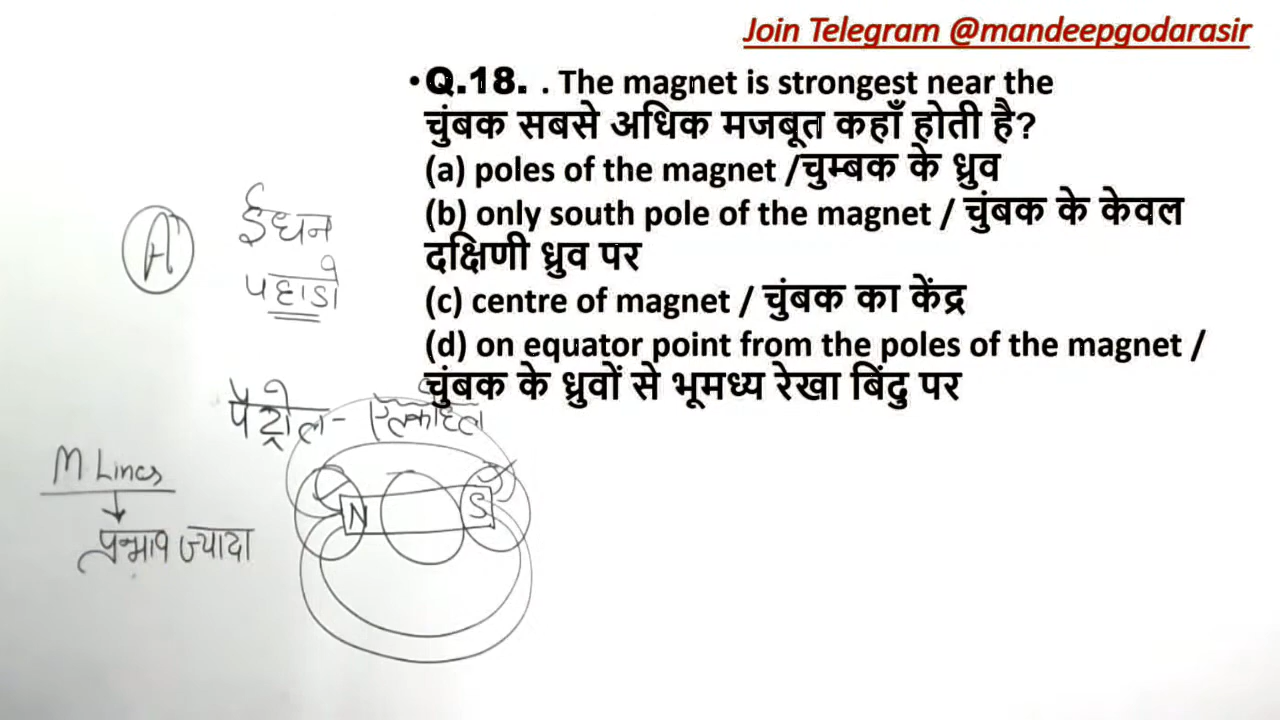 Join Telegram @mandeepgodarasir
• Q.18. . The magnet is strongest near the
चुंबक सबसे अधिक मजबूत कहाँ होती है?
(a) poles of the magnet /चुम्बक के ध्रुव
(b) only south pole of the magnet / चुंबक के केवल
दक्षिणी ध्रुव पर
(c) centre of magnet / चुंबक का केंद्र
(d) on equator point from the poles of the magnet /
चुंबक के ध्रुवों से भूमध्य रेखा बिंदु पर
A
ईधन
पहाडो
पैट्रोल -
M Lines
ज्यादा
N
S